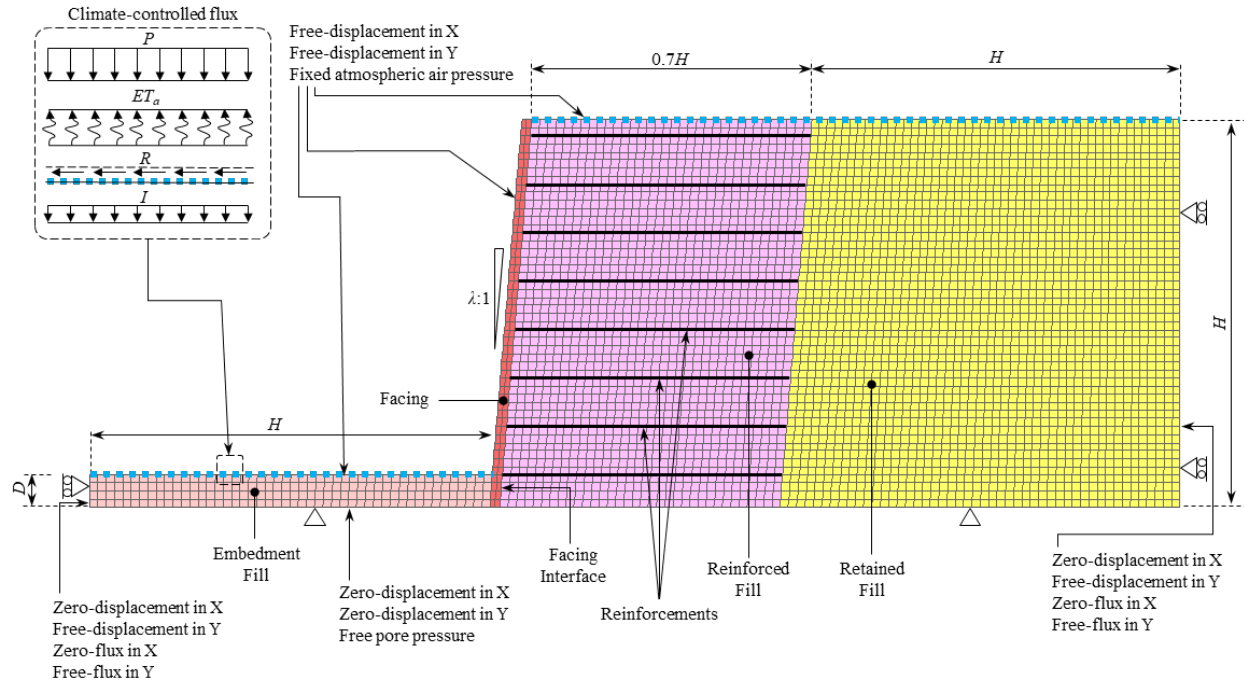 Climate-controlled flux
P
ET_a
R
I
Free-displacement in X
Free-displacement in Y
Fixed atmospheric air pressure
0.7H
H
λ:1
H
Facing
H
D
Embedment
Fill
Facing
Interface
Reinforced
Fill
Retained
Fill
Reinforcements
Zero-displacement in X
Free-displacement in Y
Zero-flux in X
Free-flux in Y
Zero-displacement in X
Zero-displacement in Y
Free pore pressure
Zero-displacement in X
Free-displacement in Y
Zero-flux in X
Free-flux in Y